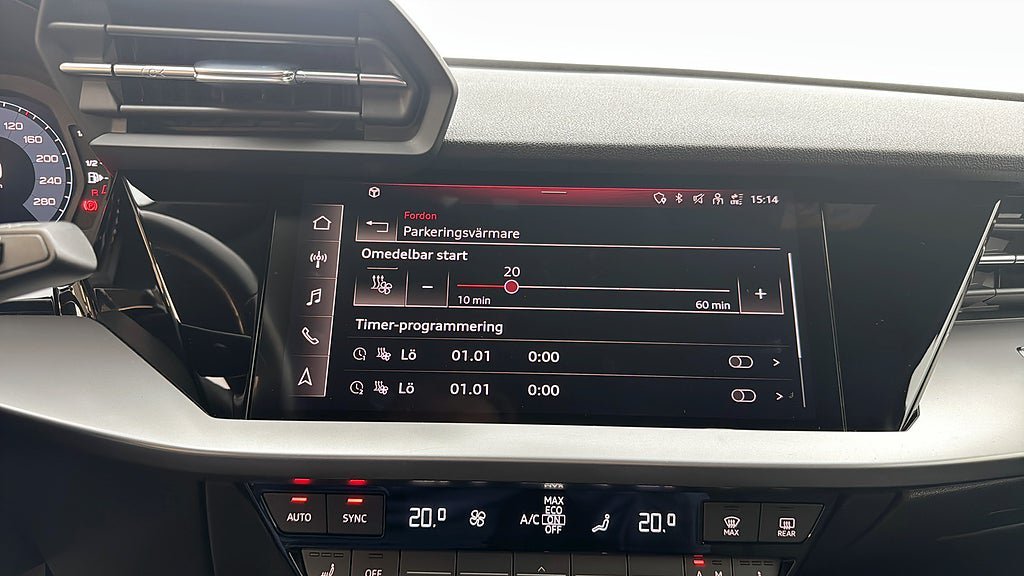 120
160
200
240
280
1/2
15:14
Fordon
Parkeringsvärmare
Omedelbar start
20
10 min
60 min
Timer-programmering
Lö 01.01 0:00
Lö 01.01 0:00
AUTO
SYNC
20.0
A/C
MAX
ECO
ON
OFF
20.0
MAX
REAR
OFF
A
M